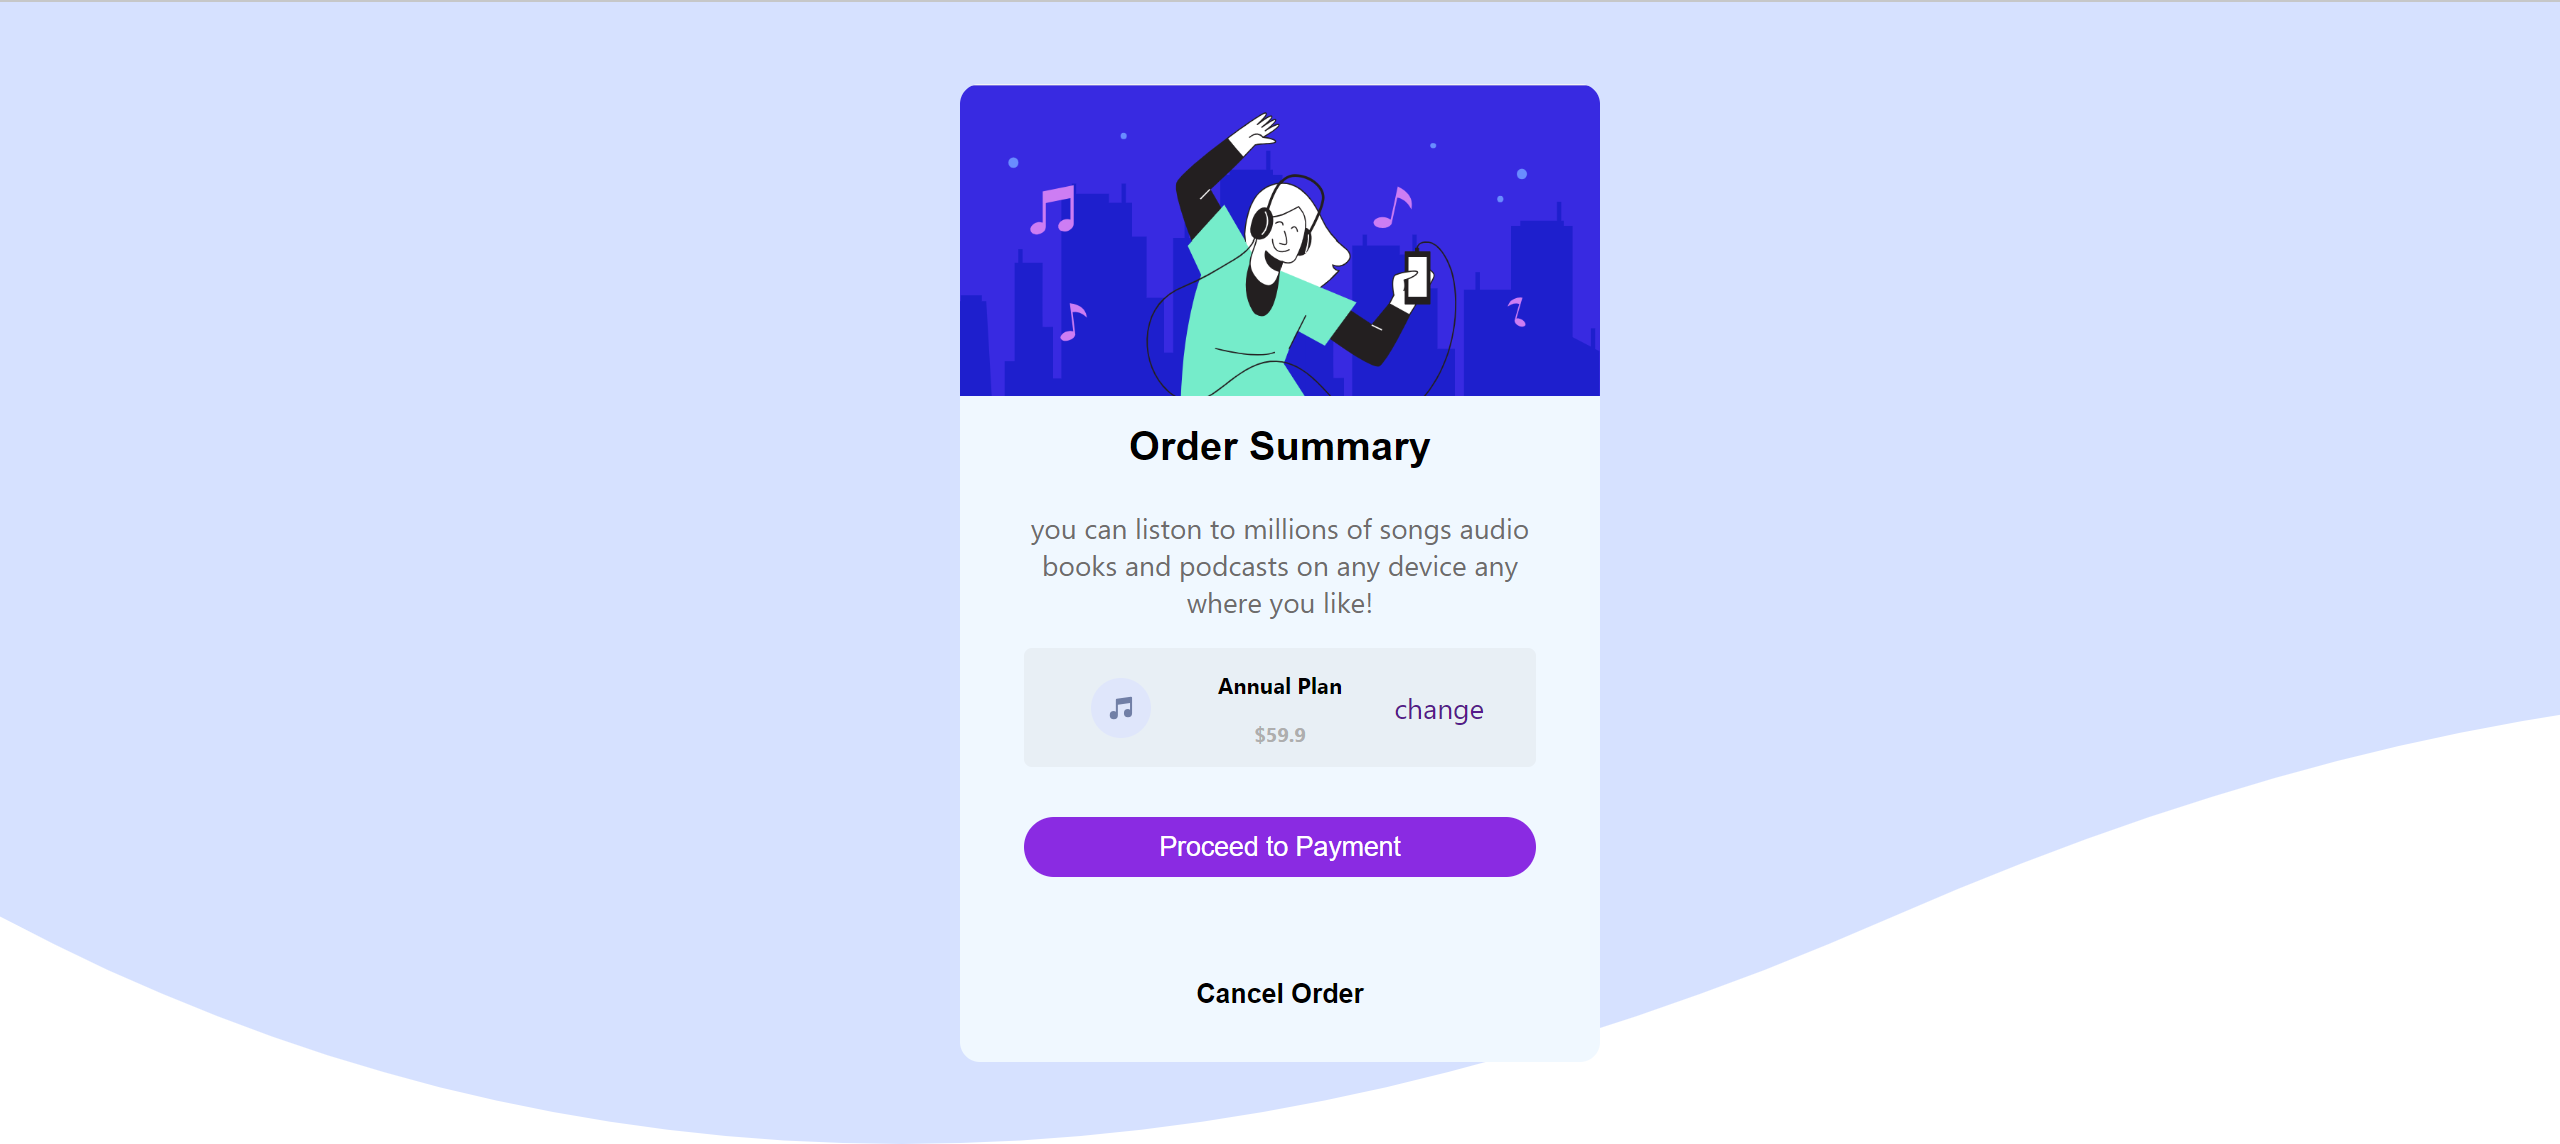 Order Summary
you can liston to millions of songs audio
books and podcasts on any device any
where you like!
Annual Plan
$59.9
change
Proceed to Payment
Cancel Order